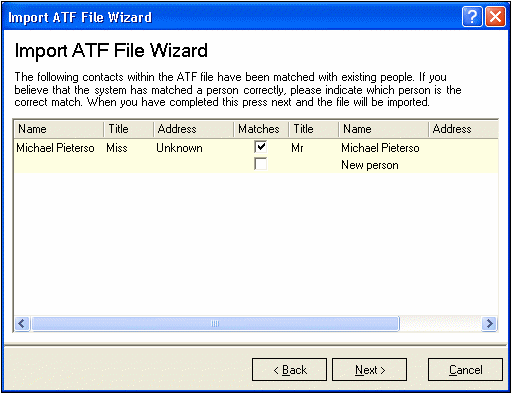 Import ATF File Wizard
Import ATF File Wizard
The following contacts within the ATF file have been matched with existing people. If you
believe that the system has matched a person correctly, please indicate which person is the
correct match. When you have completed this press next and the file will be imported.
Name Title Address Matches Title Name Address
Michael Pieterso Miss Unknown Mr Michael Pieterso
New person
< Back Next > Cancel